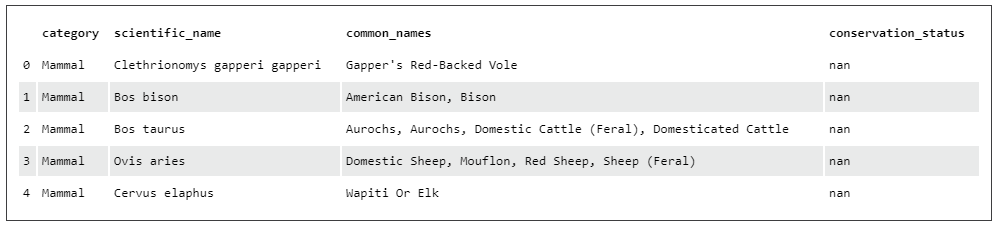 category scientific_name common_names conservation_status
0 Mammal Clethrionomys gapperi gapperi Gapper's Red-Backed Vole nan
1 Mammal Bos bison American Bison, Bison nan
2 Mammal Bos taurus Aurochs, Aurochs, Domestic Cattle (Feral), Domesticated Cattle nan
3 Mammal Ovis aries Domestic Sheep, Mouflon, Red Sheep, Sheep (Feral) nan
4 Mammal Cervus elaphus Wapiti Or Elk nan